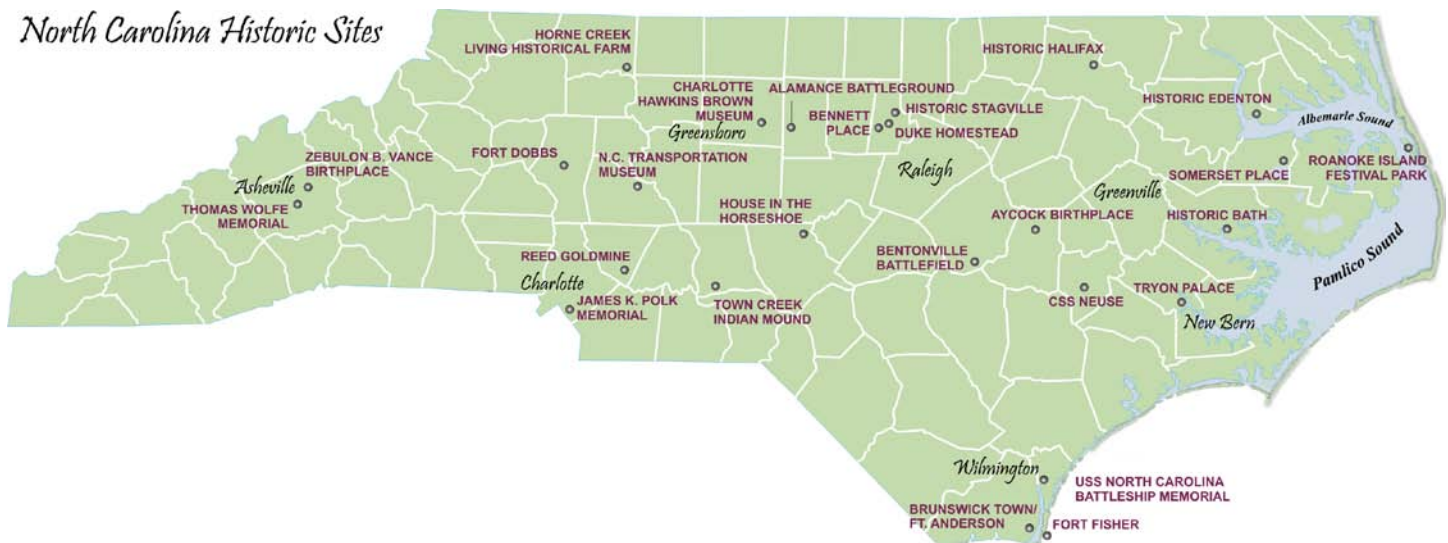 North Carolina Historic Sites
HORNE CREEK
LIVING HISTORICAL FARM
HISTORIC HALIFAX
CHARLOTTE
HAWKINS BROWN
MUSEUM
ALAMANCE BATTLEGROUND
HISTORIC STAGVILLE
BENNETT
PLACE
DUKE HOMESTEAD
HISTORIC EDENTON
Albemarle Sound
Greensboro
ZEBULON B. VANCE
BIRTHPLACE
FORT DOBBS
N.C. TRANSPORTATION
MUSEUM
Raleigh
SOMERSET PLACE
ROANOKE ISLAND
FESTIVAL PARK
Asheville
THOMAS WOLFE
MEMORIAL
Greenville
HOUSE IN THE
HORSESHOE
AYCOCK BIRTHPLACE
HISTORIC BATH
REED GOLDMINE
BENTONVILLE
BATTLEFIELD
Pamlico Sound
Charlotte
JAMES K. POLK
MEMORIAL
TOWN CREEK
INDIAN MOUND
CSS NEUSE
TRYON PALACE
New Bern
Wilmington
USS NORTH CAROLINA
BATTLESHIP MEMORIAL
BRUNSWICK TOWN/
FT. ANDERSON
FORT FISHER